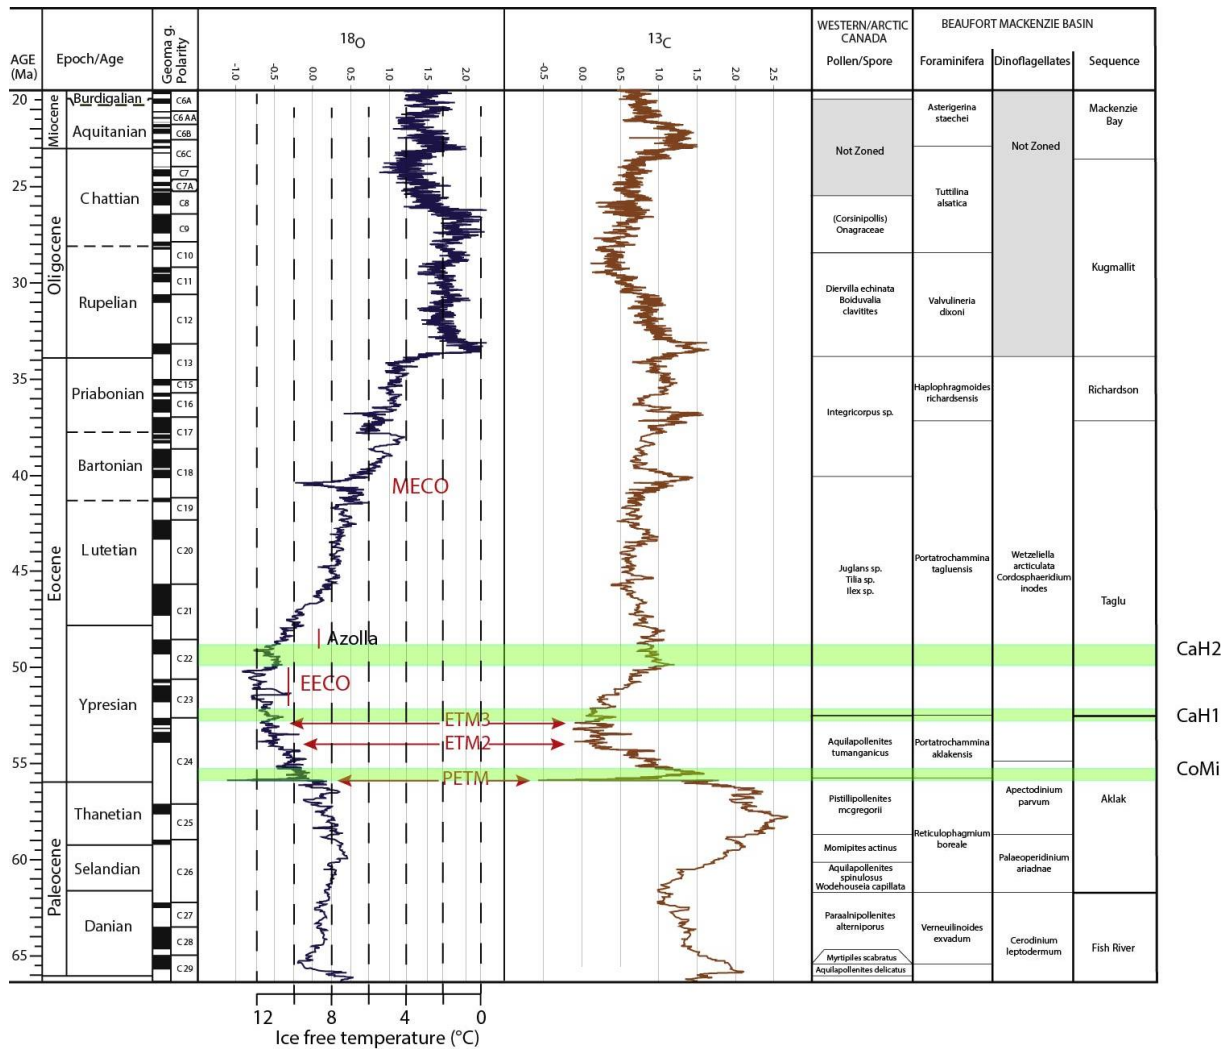 18O
13C
WESTERN/ARCTIC
CANADA
BEAUFORT MACKENZIE BASIN
AGE
(Ma)
Epoch/Age
Geoma g.
Polarity
Pollen/Spore
Foraminifera
Dinoflagellates
Sequence
-1.0
-0.5
0.0
0.5
1.0
1.5
2.0
-0.5
0.0
0.5
1.0
1.5
2.0
2.5
20
25
30
35
40
45
50
55
60
65
Miocene
Oligocene
Eocene
Paleocene
Burdigalian
Aquitanian
Chattian
Rupelian
Priabonian
Bartonian
Lutetian
Ypresian
Thanetian
Selandian
Danian
C6A
C6 AA
C6B
C6C
C7
C7A
C8
C9
C10
C11
C12
C13
C15
C16
C17
C18
C19
C20
C21
C22
C23
C24
C25
C26
C27
C28
C29
MECO
Azolla
EECO
ETM3
ETM2
PETM
Not Zoned
(Corsinipollis)
Onagraceae
Diervilla echinata
Boiduvalia
clavitites
Integricorpus sp.
Juglans sp.
Tilia sp.
Ilex sp.
Aquilapollenites
tumanganicus
Pistillipollenites
mcgregorii
Momipites actinus
Aquilapollenites
spinulosus
Wodehouseia capillata
Paraalnipollenites
alterniporus
Myrtipiles scabratus
Aquilapollenites delicatus
Asterigerina
staechei
Tuttilina
alsatica
Valvulineria
dixoni
Haplophragmoides
richardsensis
Portatrochammina
tagluensis
Portatrochammina
aklakensis
Reticulophagmium
boreale
Verneuilinoides
exvadum
Not Zoned
Wetzeliella
arcticulata
Cordosphaeridium
inodes
Apectodinium
parvum
Palaeoperidinium
ariadnae
Cerodinium
leptodermum
Mackenzie
Bay
Kugmallit
Richardson
Taglu
Aklak
Fish River
CaH2
CaH1
CoMi
12
8
4
0
Ice free temperature (°C)